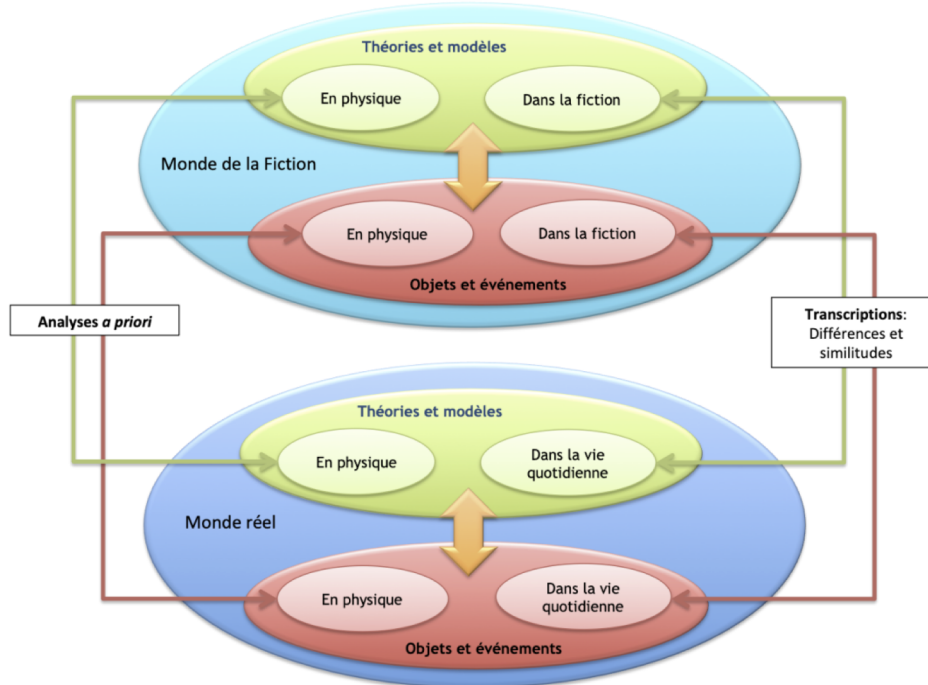 Théories et modèles
En physique
Dans la fiction
Monde de la Fiction
En physique
Dans la fiction
Objets et événements
Analyses a priori
Transcriptions:
Différences et
similitudes
Théories et modèles
En physique
Dans la vie
quotidienne
Monde réel
En physique
Dans la vie
quotidienne
Objets et événements